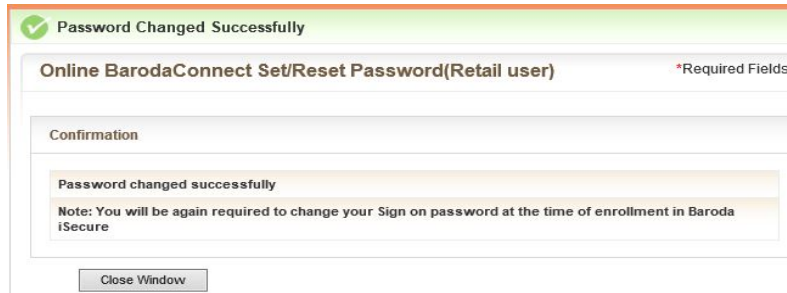 Password Changed Successfully
Online BarodaConnect Set/Reset Password(Retail user)
*Required Fields
Confirmation
Password changed successfully
Note: You will be again required to change your Sign on password at the time of enrollment in Baroda
iSecure
Close Window